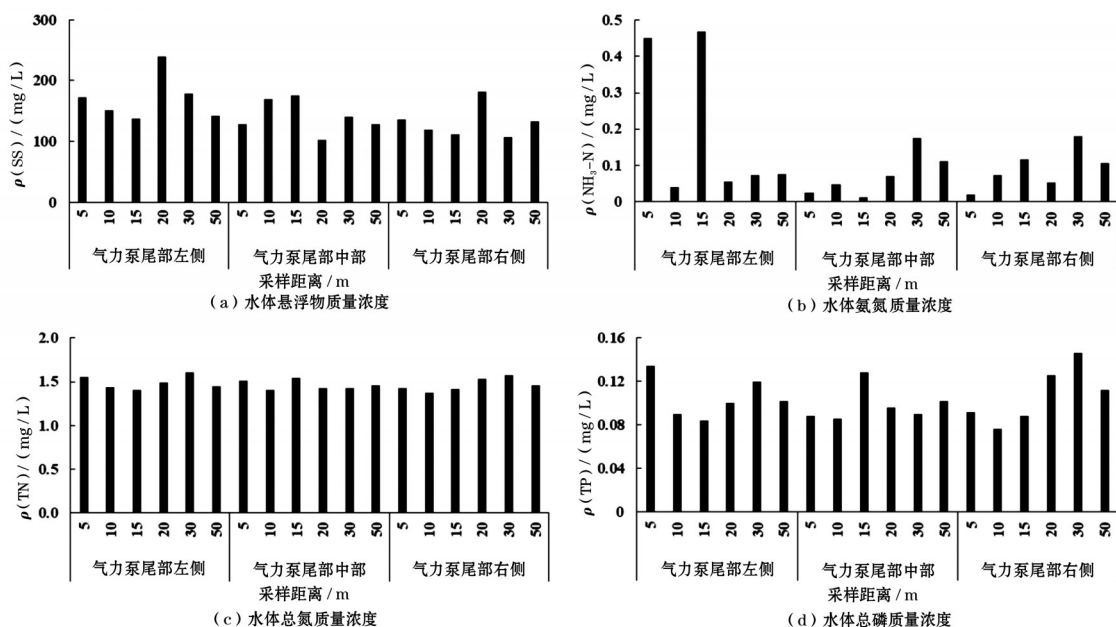 ρ(SS)/(mg/L)
300
200
100
0
5 10 15 20 30 50 5 10 15 20 30 50 5 10 15 20 30 50
气力泵尾部左侧 气力泵尾部中部 气力泵尾部右侧
采样距离/m
(a)水体悬浮物质量浓度
ρ(NH₃-N)/(mg/L)
0.5
0.4
0.3
0.2
0.1
0
5 10 15 20 30 50 5 10 15 20 30 50 5 10 15 20 30 50
气力泵尾部左侧 气力泵尾部中部 气力泵尾部右侧
采样距离/m
(b)水体氨氮质量浓度
ρ(TN)/(mg/L)
2.0
1.5
1.0
0.5
0.0
5 10 15 20 30 50 5 10 15 20 30 50 5 10 15 20 30 50
气力泵尾部左侧 气力泵尾部中部 气力泵尾部右侧
采样距离/m
(c)水体总氮质量浓度
ρ(TP)/(mg/L)
0.16
0.12
0.08
0.04
0
5 10 15 20 30 50 5 10 15 20 30 50 5 10 15 20 30 50
气力泵尾部左侧 气力泵尾部中部 气力泵尾部右侧
采样距离/m
(d)水体总磷质量浓度